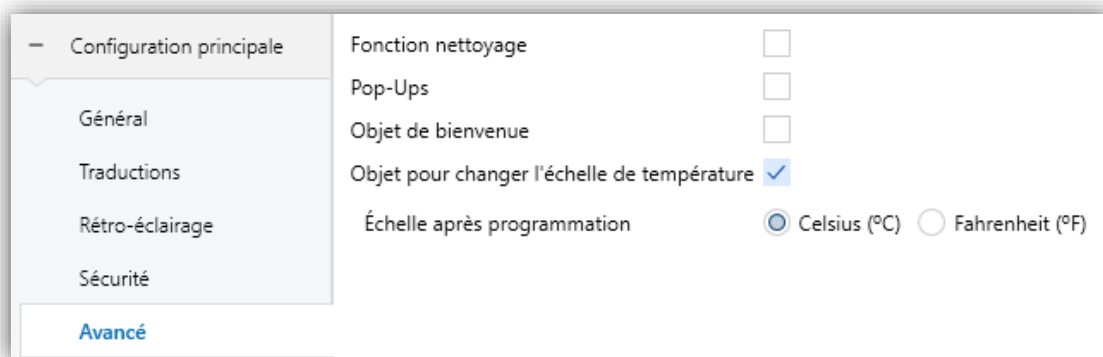 Configuration principale
Général
Traductions
Rétro-éclairage
Sécurité
Avancé
Fonction nettoyage
Pop-Ups
Objet de bienvenue
Objet pour changer l'échelle de température
Échelle après programmation Celsius (ºC) Fahrenheit (ºF)